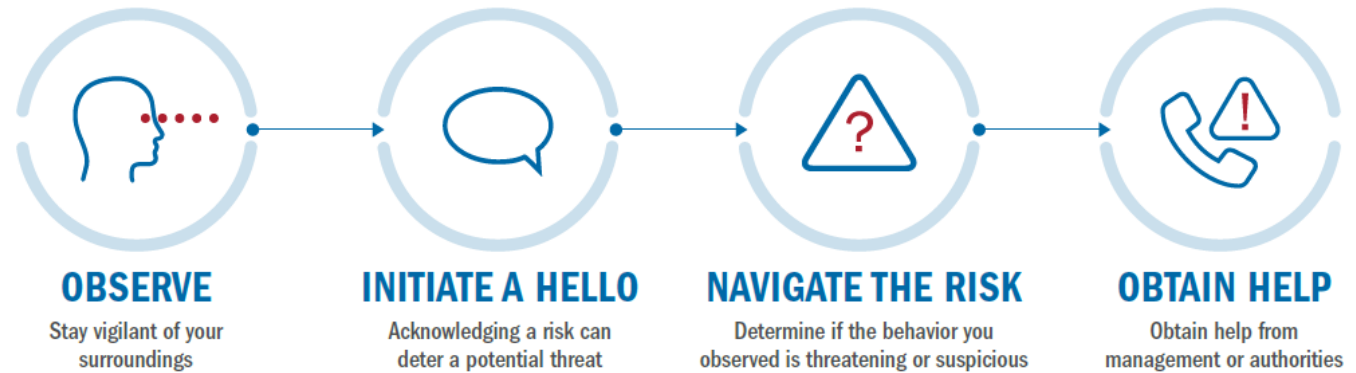 ?
!
OBSERVE
Stay vigilant of your
surroundings
INITIATE A HELLO
Acknowledging a risk can
deter a potential threat
NAVIGATE THE RISK
Determine if the behavior you
observed is threatening or suspicious
OBTAIN HELP
Obtain help from
management or authorities